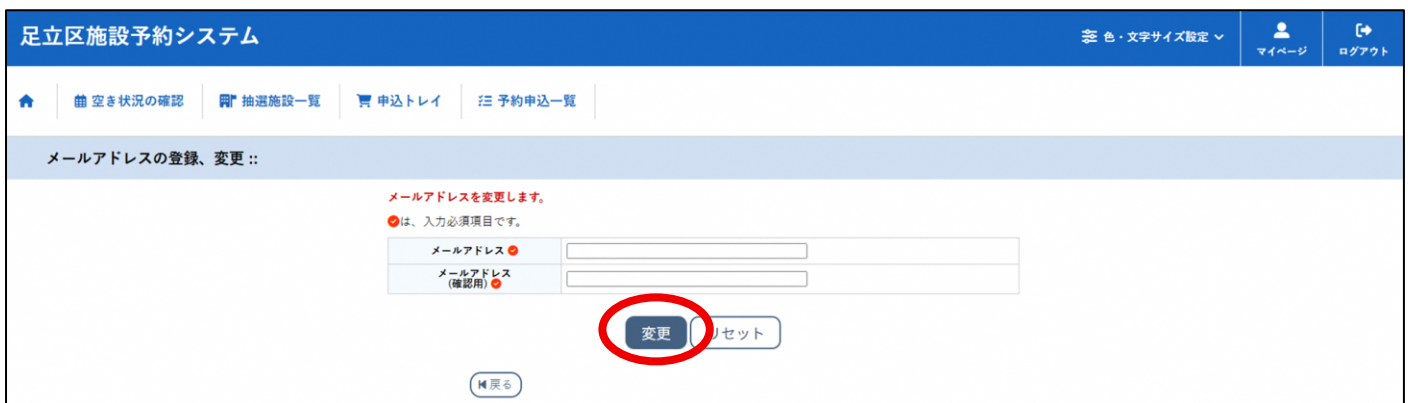 足立区施設予約システム
色・文字サイズ設定
マイページ
ログアウト
空き状況の確認
抽選施設一覧
申込トレイ
予約申込一覧
メールアドレスの登録、変更 ::
メールアドレスを変更します。
は、入力必須項目です。
メールアドレス
メールアドレス
(確認用)
変更
リセット
戻る